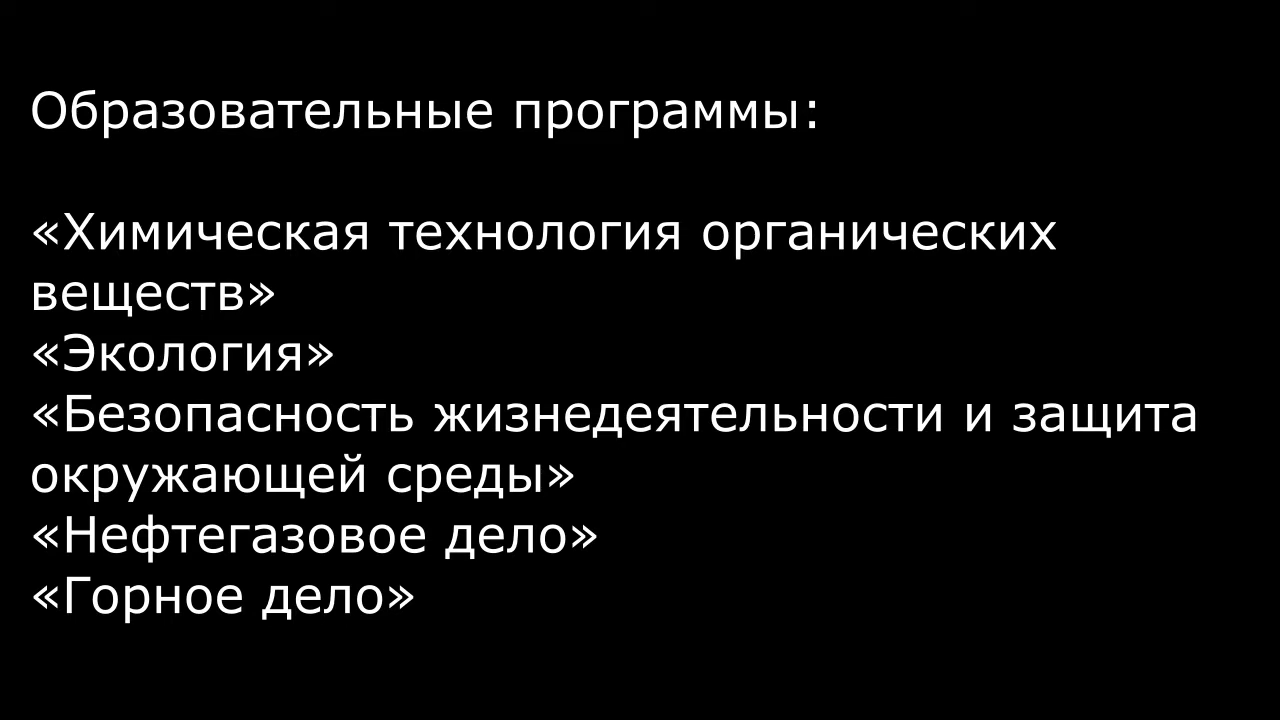 Образовательные программы:
«Химическая технология органических
веществ»
«Экология»
«Безопасность жизнедеятельности и защита
окружающей среды»
«Нефтегазовое дело»
«Горное дело»